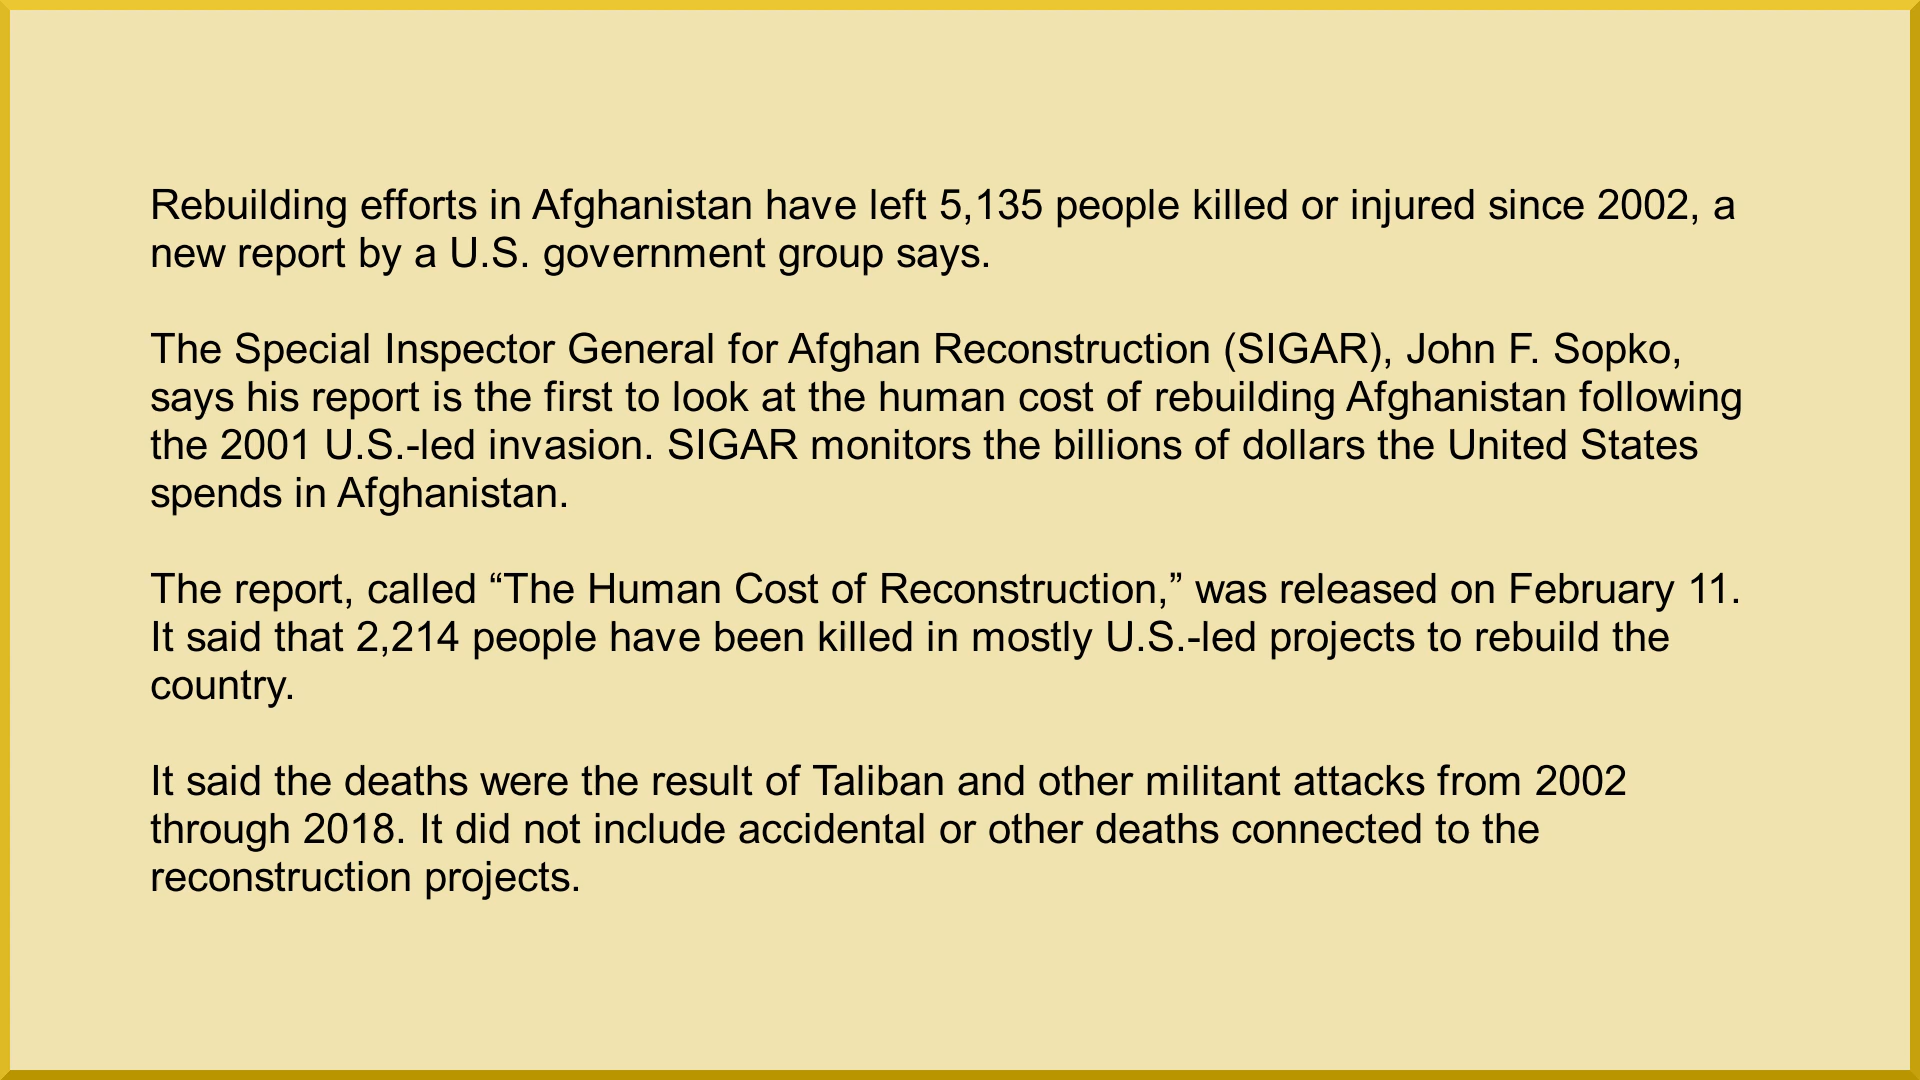 Rebuilding efforts in Afghanistan have left 5,135 people killed or injured since 2002, a
new report by a U.S. government group says.
The Special Inspector General for Afghan Reconstruction (SIGAR), John F. Sopko,
says his report is the first to look at the human cost of rebuilding Afghanistan following
the 2001 U.S.-led invasion. SIGAR monitors the billions of dollars the United States
spends in Afghanistan.
The report, called “The Human Cost of Reconstruction,” was released on February 11.
It said that 2,214 people have been killed in mostly U.S.-led projects to rebuild the
country.
It said the deaths were the result of Taliban and other militant attacks from 2002
through 2018. It did not include accidental or other deaths connected to the
reconstruction projects.